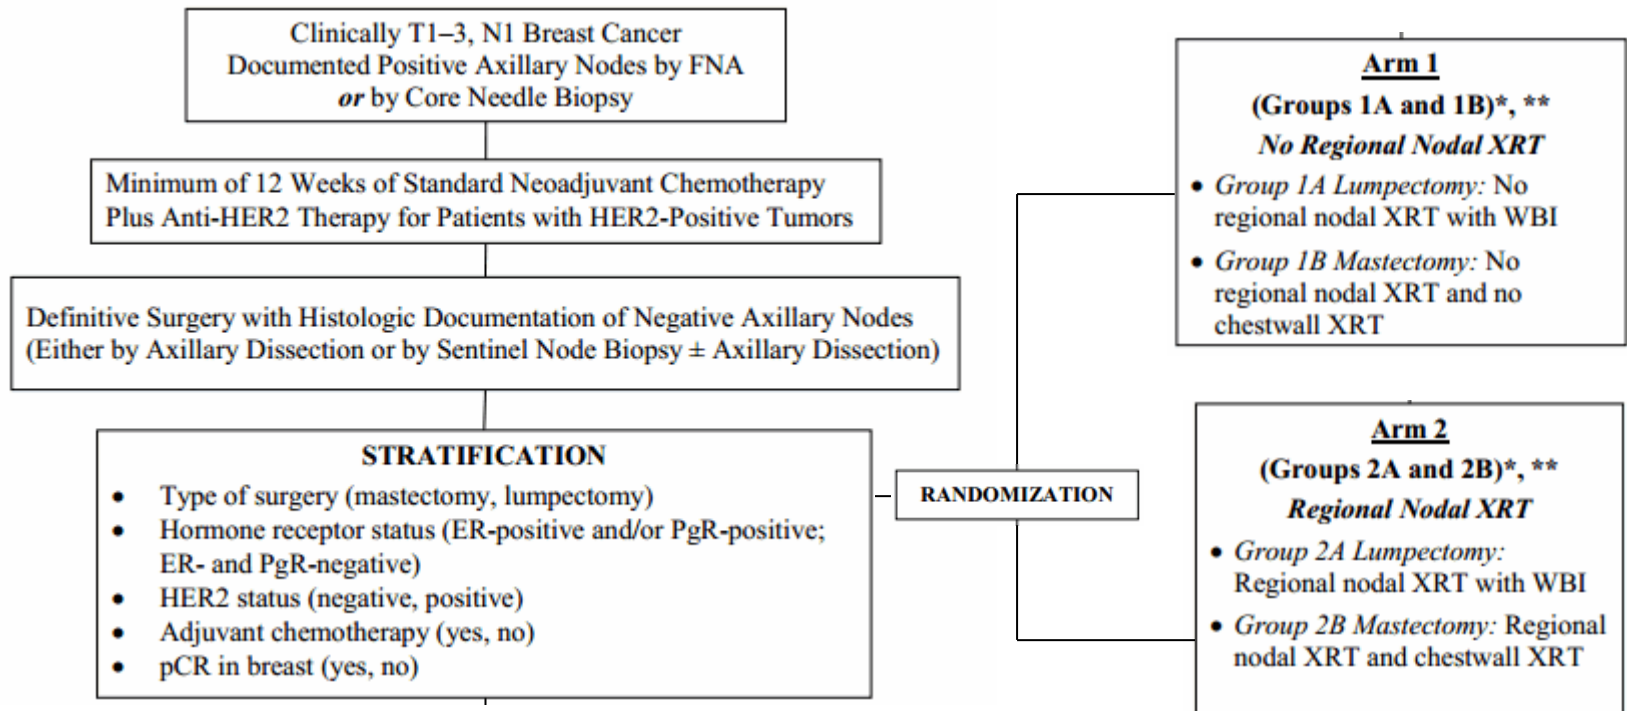 Clinically T1–3, N1 Breast Cancer
Documented Positive Axillary Nodes by FNA
or by Core Needle Biopsy
Minimum of 12 Weeks of Standard Neoadjuvant Chemotherapy
Plus Anti-HER2 Therapy for Patients with HER2-Positive Tumors
Definitive Surgery with Histologic Documentation of Negative Axillary Nodes
(Either by Axillary Dissection or by Sentinel Node Biopsy ± Axillary Dissection)
STRATIFICATION
• Type of surgery (mastectomy, lumpectomy)
• Hormone receptor status (ER-positive and/or PgR-positive;
ER- and PgR-negative)
• HER2 status (negative, positive)
• Adjuvant chemotherapy (yes, no)
• pCR in breast (yes, no)
RANDOMIZATION
Arm 1
(Groups 1A and 1B)*, **
No Regional Nodal XRT
• Group 1A Lumpectomy: No
regional nodal XRT with WBI
• Group 1B Mastectomy: No
regional nodal XRT and no
chestwall XRT
Arm 2
(Groups 2A and 2B)*, **
Regional Nodal XRT
• Group 2A Lumpectomy:
Regional nodal XRT with WBI
• Group 2B Mastectomy: Regional
nodal XRT and chestwall XRT